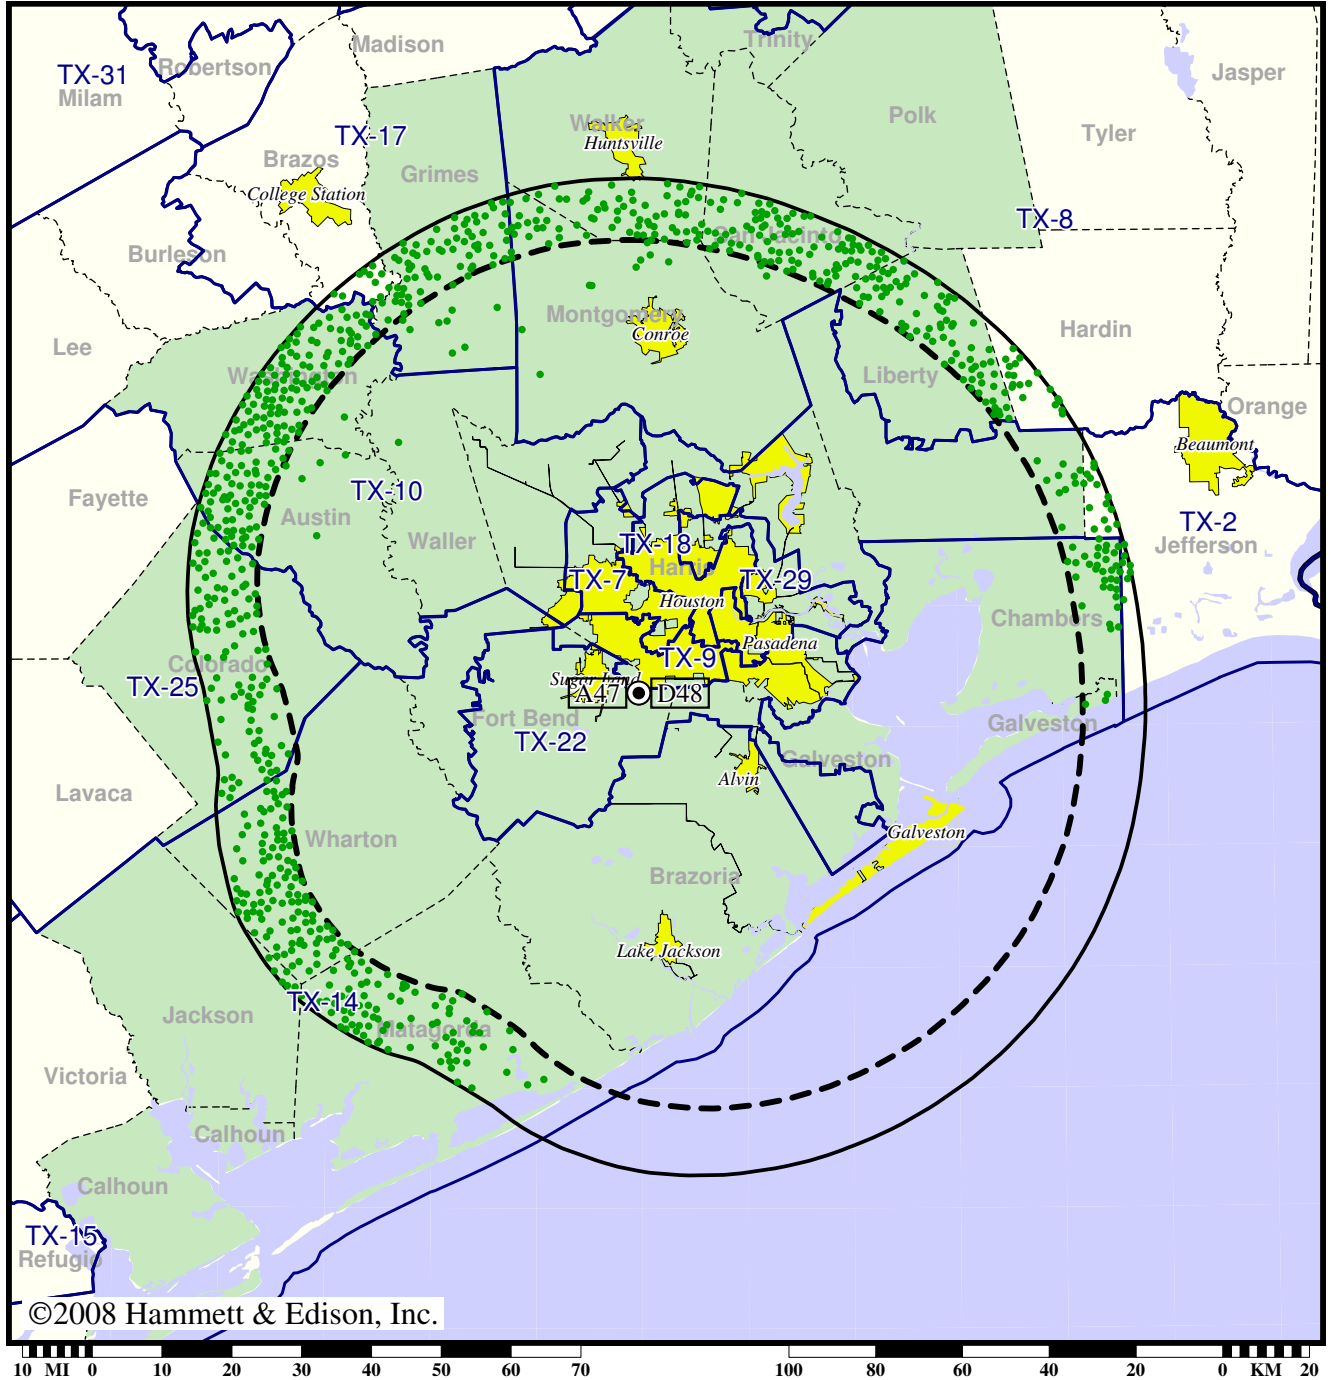 Madison
Trinity
TX-31
Robertson
Milam
Jasper
Walker
Polk
Tyler
TX-17
Huntsville
Brazos
Grimes
College Station
TX-8
San Jacinto
Burleson
Montgomery
Conroe
Hardin
Lee
Washington
Liberty
Orange
Beaumont
Fayette
TX-10
Austin
TX-2
Waller
TX-18
Jefferson
Harris
TX-7
TX-29
Houston
Chambers
Pasadena
TX-9
Colorado
Sugar Land
TX-25
A47
D48
Fort Bend
Galveston
TX-22
Galveston
Alvin
Lavaca
Wharton
Galveston
Brazoria
Lake Jackson
TX-14
Jackson
Matagorda
Victoria
Calhoun
Calhoun
TX-15
Refugio
©2008 Hammett & Edison, Inc.
10 MI 0 10 20 30 40 50 60 70 100 80 60 40 20 0 KM 20